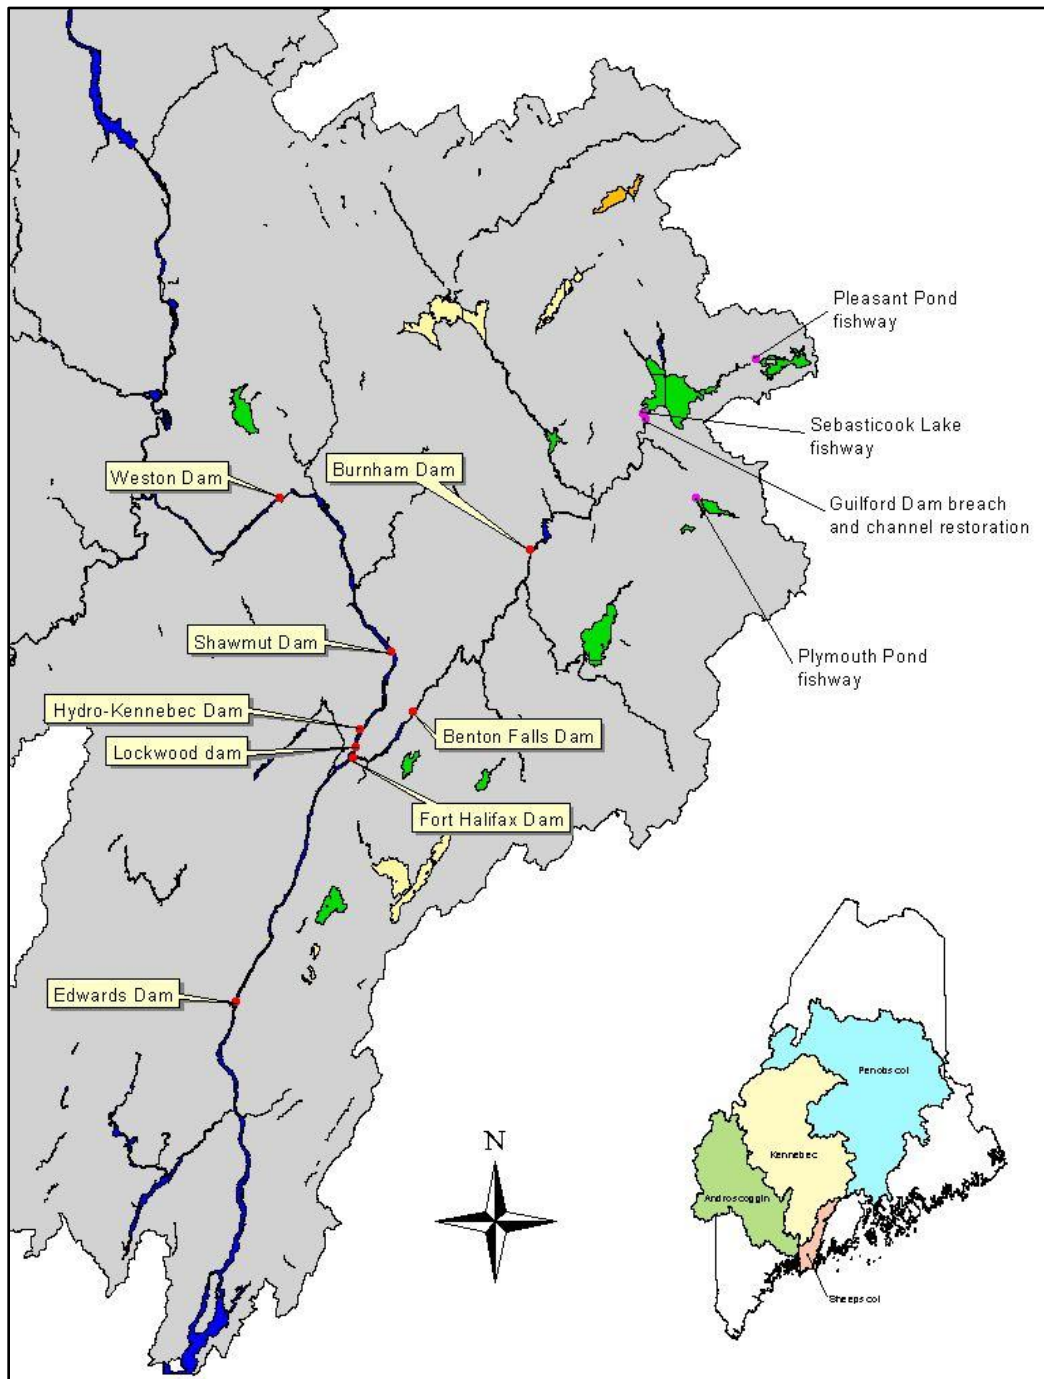 Pleasant Pond
fishway
Sebasticook Lake
fishway
Burnham Dam
Weston Dam
Guilford Dam breach
and channel restoration
Shawmut Dam
Plymouth Pond
fishway
Hydro-Kennebec Dam
Benton Falls Dam
Lockwood dam
Fort Halifax Dam
Edwards Dam
N
Penobscot
Kennebec
Androscoggin
Sheepscot